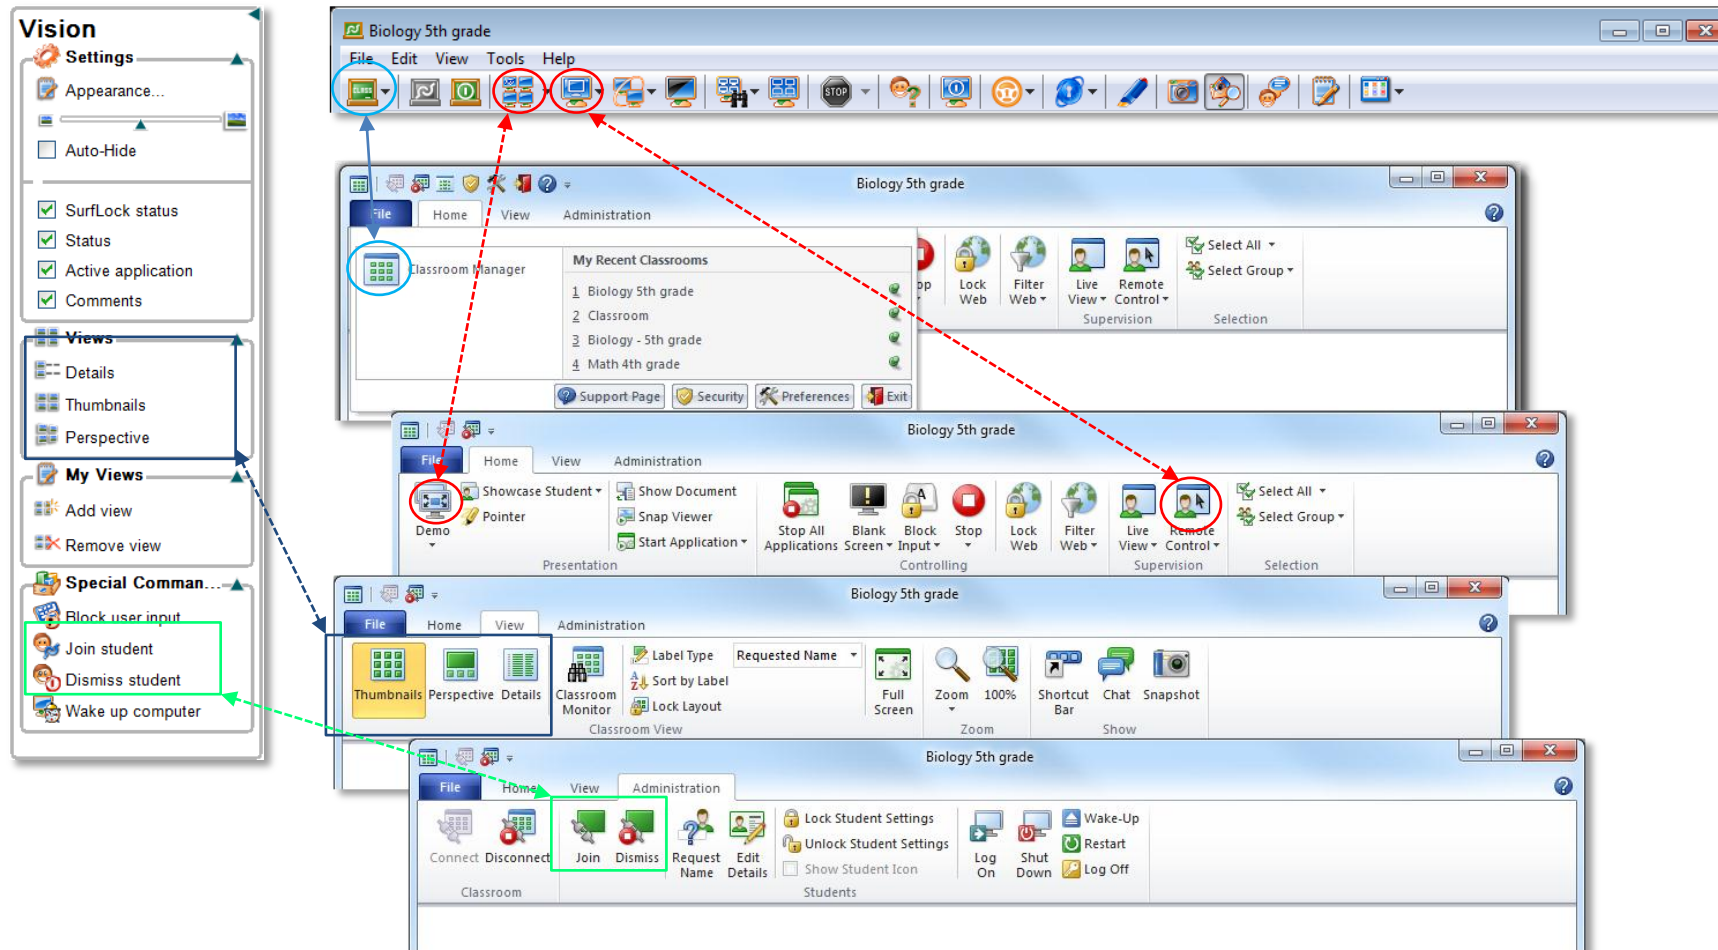 Vision
Settings
Appearance...
Auto-Hide
SurfLock status
Status
Active application
Comments
Views
Details
Thumbnails
Perspective
My Views
Add view
Remove view
Special Comman...
Block user input
Join student
Dismiss student
Wake up computer
Biology 5th grade
File Edit View Tools Help
CLASS
STOP
Biology 5th grade
File Home View Administration
Classroom Manager
My Recent Classrooms
1 Biology 5th grade
2 Classroom
3 Biology - 5th grade
4 Math 4th grade
Support Page Security Preferences Exit
op
Lock Web
Filter Web
Live View
Remote Control
Select All
Select Group
Supervision Selection
Biology 5th grade
File Home View Administration
Demo
Showcase Student
Pointer
Show Document
Snap Viewer
Start Application
Stop All Applications
Blank Screen
Block Input
Stop
Lock Web
Filter Web
Live View
Remote Control
Select All
Select Group
Presentation Controlling Supervision Selection
Biology 5th grade
File Home View Administration
Thumbnails Perspective Details
Classroom Monitor
Label Type Requested Name
Sort by Label
Lock Layout
Full Screen
Zoom 100%
Shortcut Bar
Chat Snapshot
Classroom View Zoom Show
Biology 5th grade
File Home View Administration
Connect Disconnect
Join Dismiss
Request Name
Edit Details
Lock Student Settings
Unlock Student Settings
Show Student Icon
Log On
Shut Down
Wake-Up
Restart
Log Off
Classroom Students